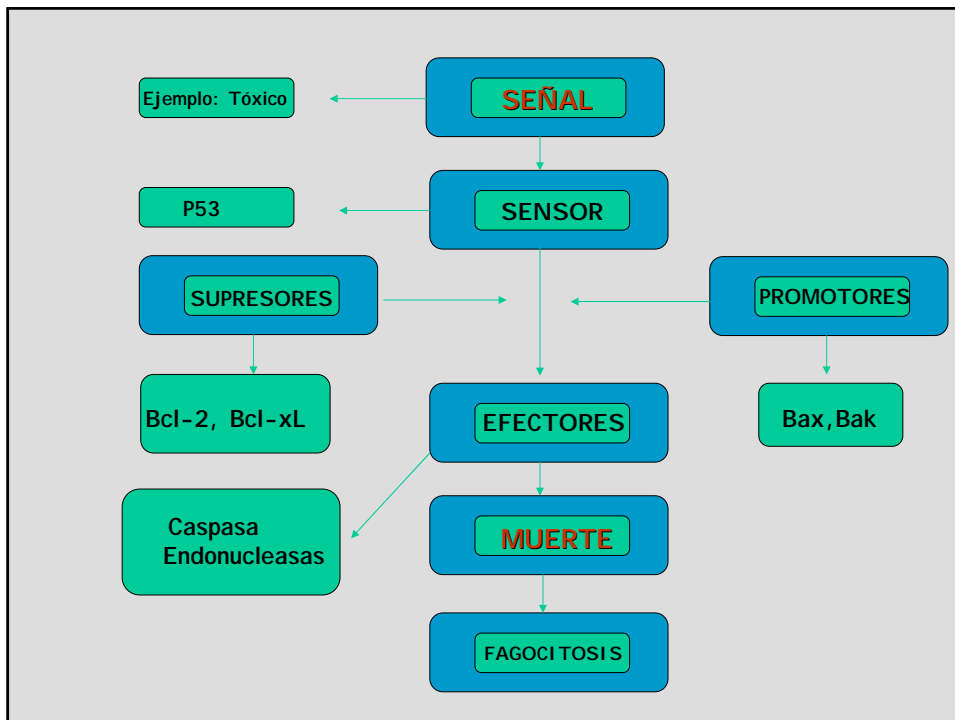 Ejemplo: Tóxico
SEÑAL
P53
SENSOR
SUPRESORES
PROMOTORES
Bcl-2, Bcl-xL
EFECTORES
Bax,Bak
Caspasa
Endonucleasas
MUERTE
FAGOCITOSIS